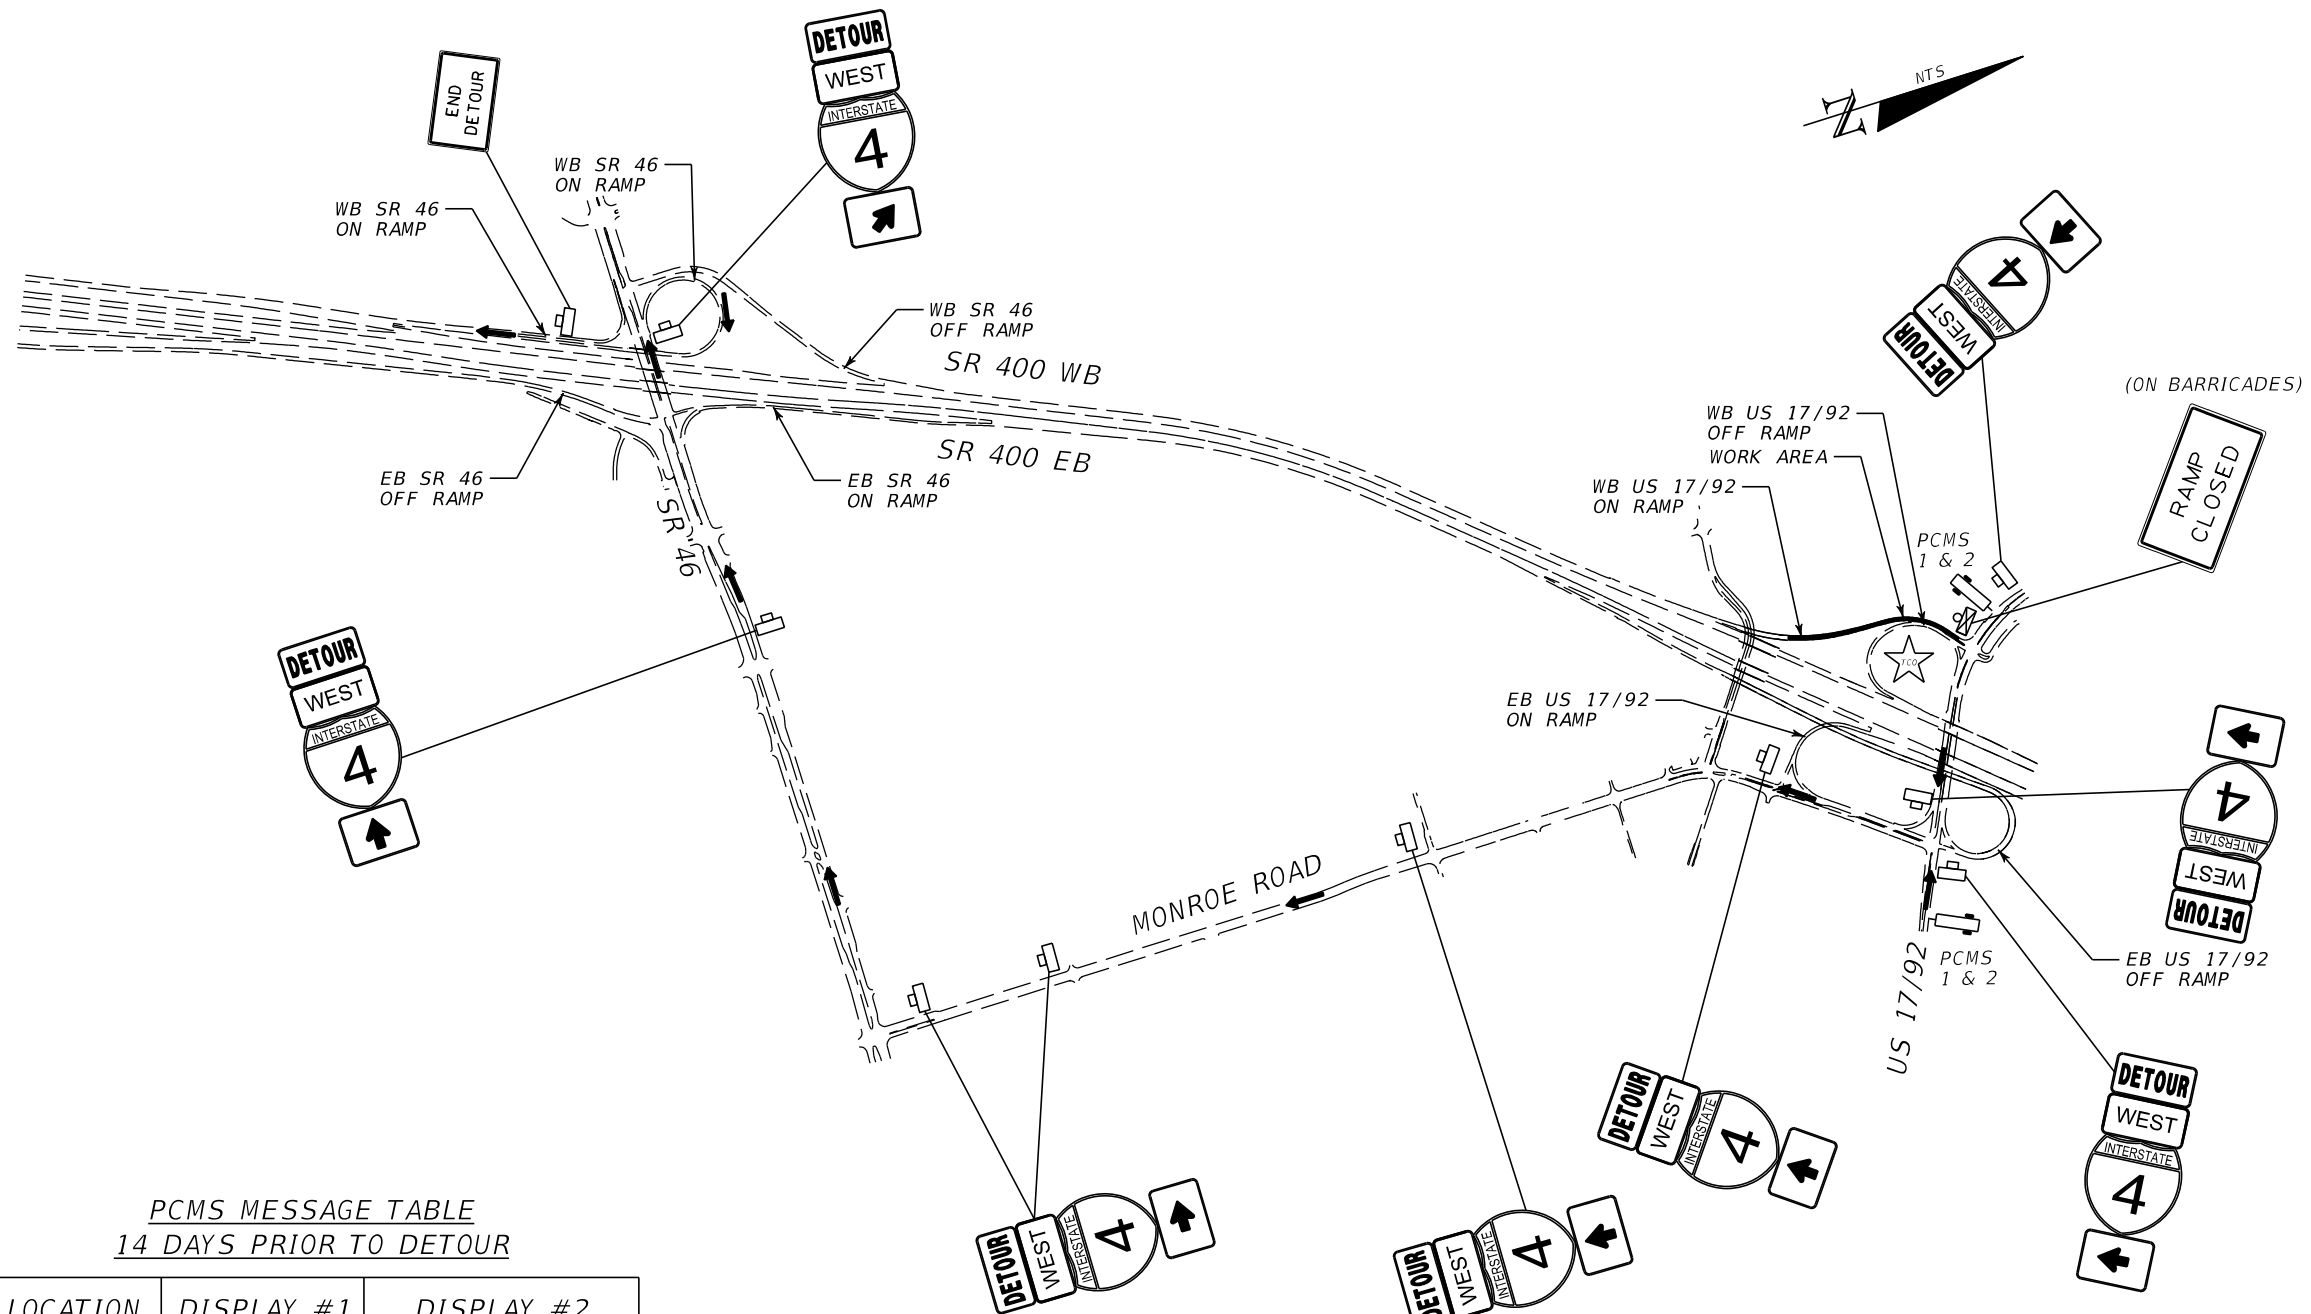 DETOUR
WEST
INTERSTATE
4
END
DETOUR
NTS
N
WB SR 46
ON RAMP
WB SR 46
ON RAMP
WB SR 46
OFF RAMP
SR 400 WB
SR 400 EB
EB SR 46
OFF RAMP
EB SR 46
ON RAMP
SR 46
DETOUR
WEST
INTERSTATE
4
(ON BARRICADES)
RAMP
CLOSED
WB US 17/92
OFF RAMP
WORK AREA
WB US 17/92
ON RAMP
PCMS
1 & 2
TCO
EB US 17/92
ON RAMP
DETOUR
WEST
INTERSTATE
4
DETOUR
WEST
INTERSTATE
4
MONROE ROAD
US 17/92
PCMS
1 & 2
EB US 17/92
OFF RAMP
DETOUR
WEST
INTERSTATE
4
DETOUR
WEST
INTERSTATE
4
DETOUR
WEST
INTERSTATE
4
DETOUR
WEST
INTERSTATE
4
PCMS MESSAGE TABLE
14 DAYS PRIOR TO DETOUR
LOCATION
DISPLAY #1
DISPLAY #2